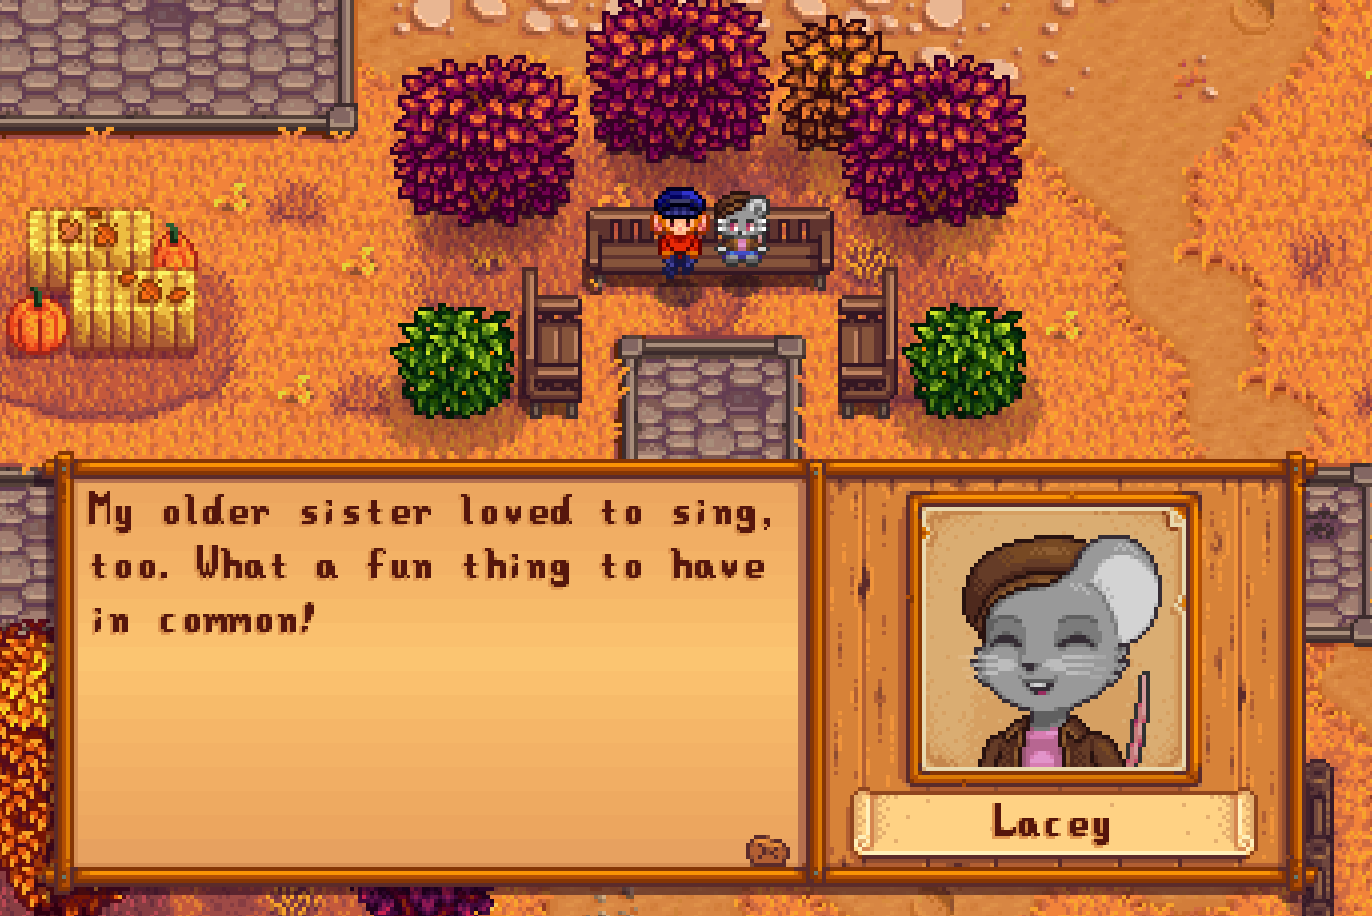 My older sister loved to sing,
too. What a fun thing to have
in common!
Lacey